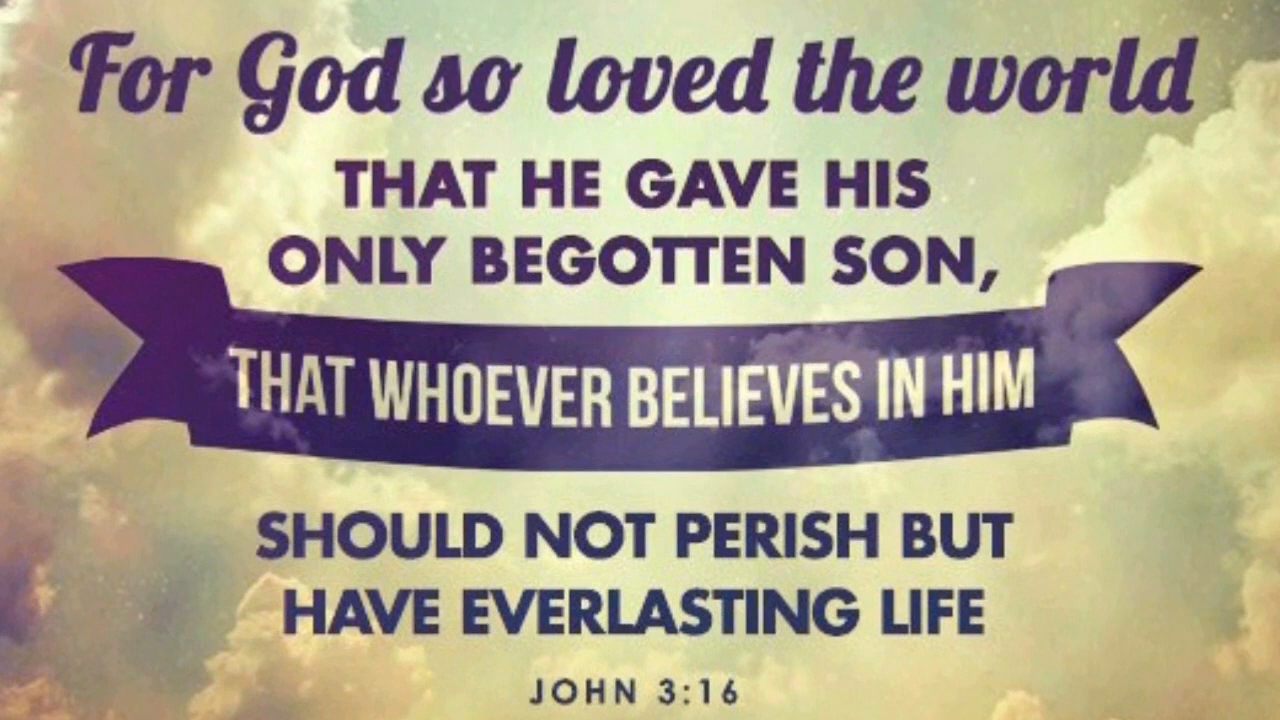 For God so loved the world
THAT HE GAVE HIS
ONLY BEGOTTEN SON,
THAT WHOEVER BELIEVES IN HIM
SHOULD NOT PERISH BUT
HAVE EVERLASTING LIFE
JOHN 3:16